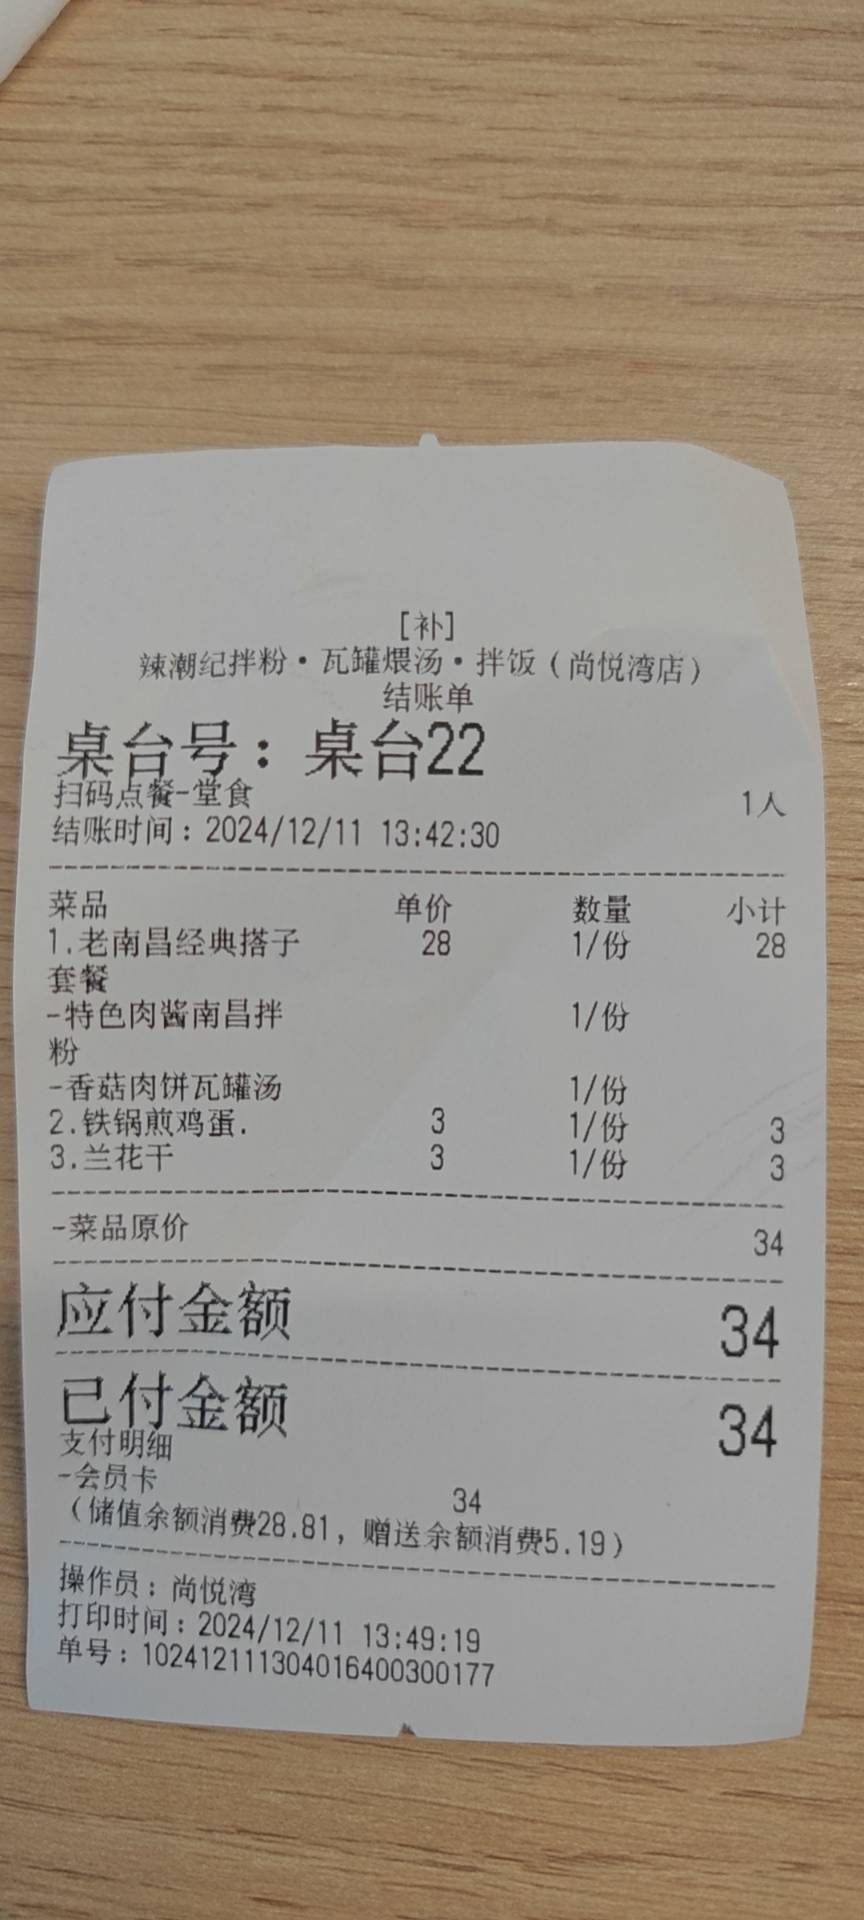 [补]
辣潮纪拌粉·瓦罐煨汤·拌饭(尚悦湾店)
结账单
桌台号：桌台22
扫码点餐-堂食 1人
结账时间：2024/12/11 13:42:30
菜品 单价 数量 小计
1.老南昌经典搭子 28 1/份 28
套餐
-特色肉酱南昌拌 1/份
粉
-香菇肉饼瓦罐汤 1/份
2.铁锅煎鸡蛋. 3 1/份 3
3.兰花干 3 1/份 3
-菜品原价 34
应付金额 34
已付金额 34
支付明细
-会员卡 34
(储值余额消费28.81，赠送余额消费5.19)
操作员：尚悦湾
打印时间：2024/12/11 13:49:19
单号：1024121113040164003001​77